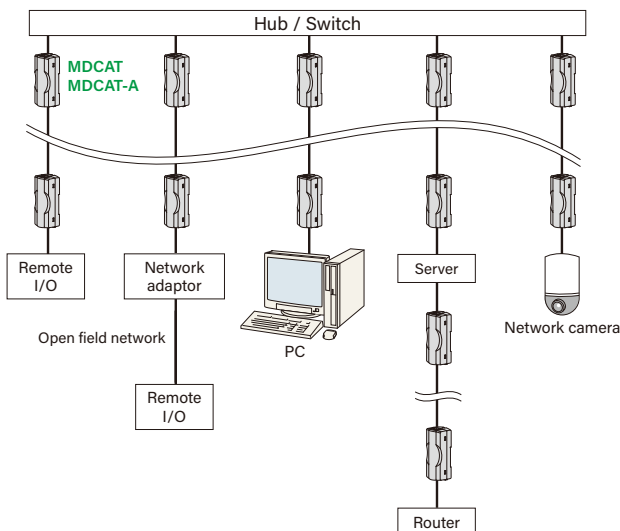 Hub / Switch
MDCAT
MDCAT-A
Remote
I/O
Network
adaptor
Server
Open field network
PC
Network camera
Remote
I/O
Router